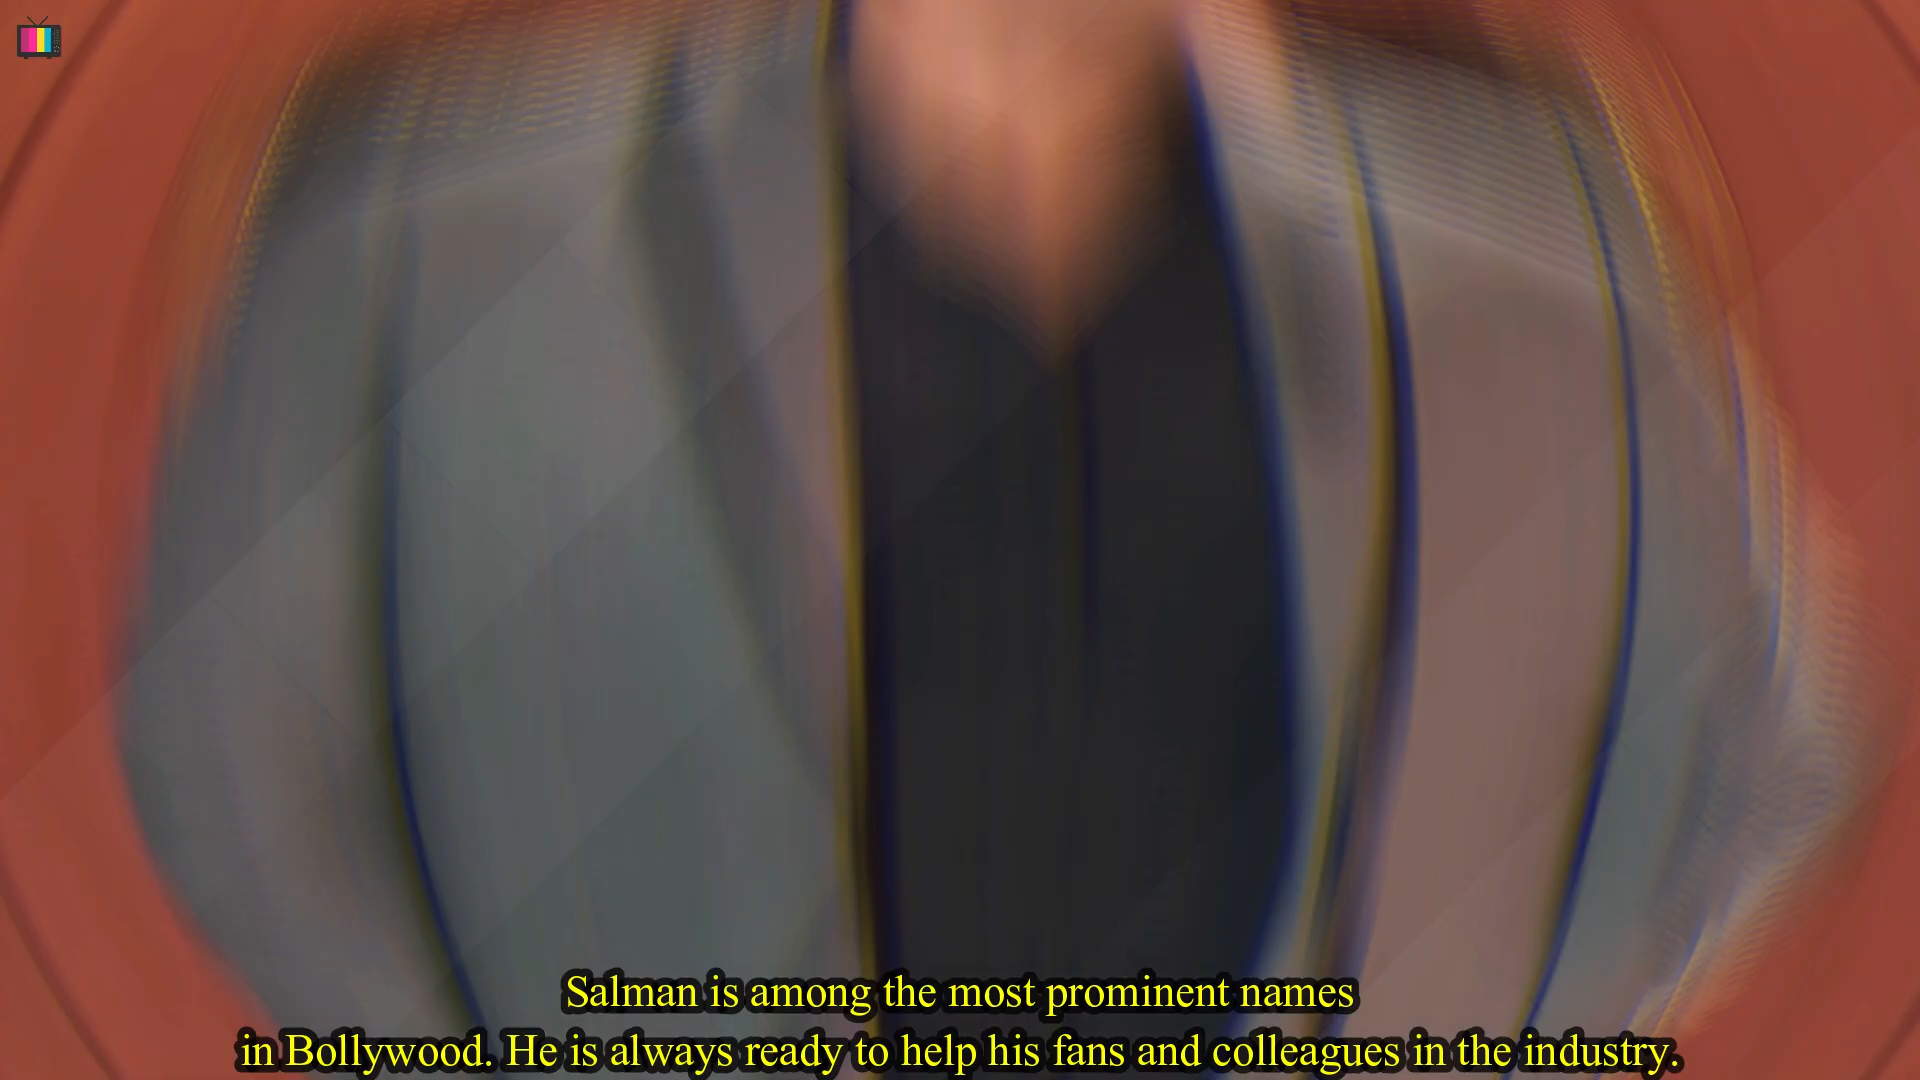 Salman is among the most prominent names
in Bollywood. He is always ready to help his fans and colleagues in the industry.